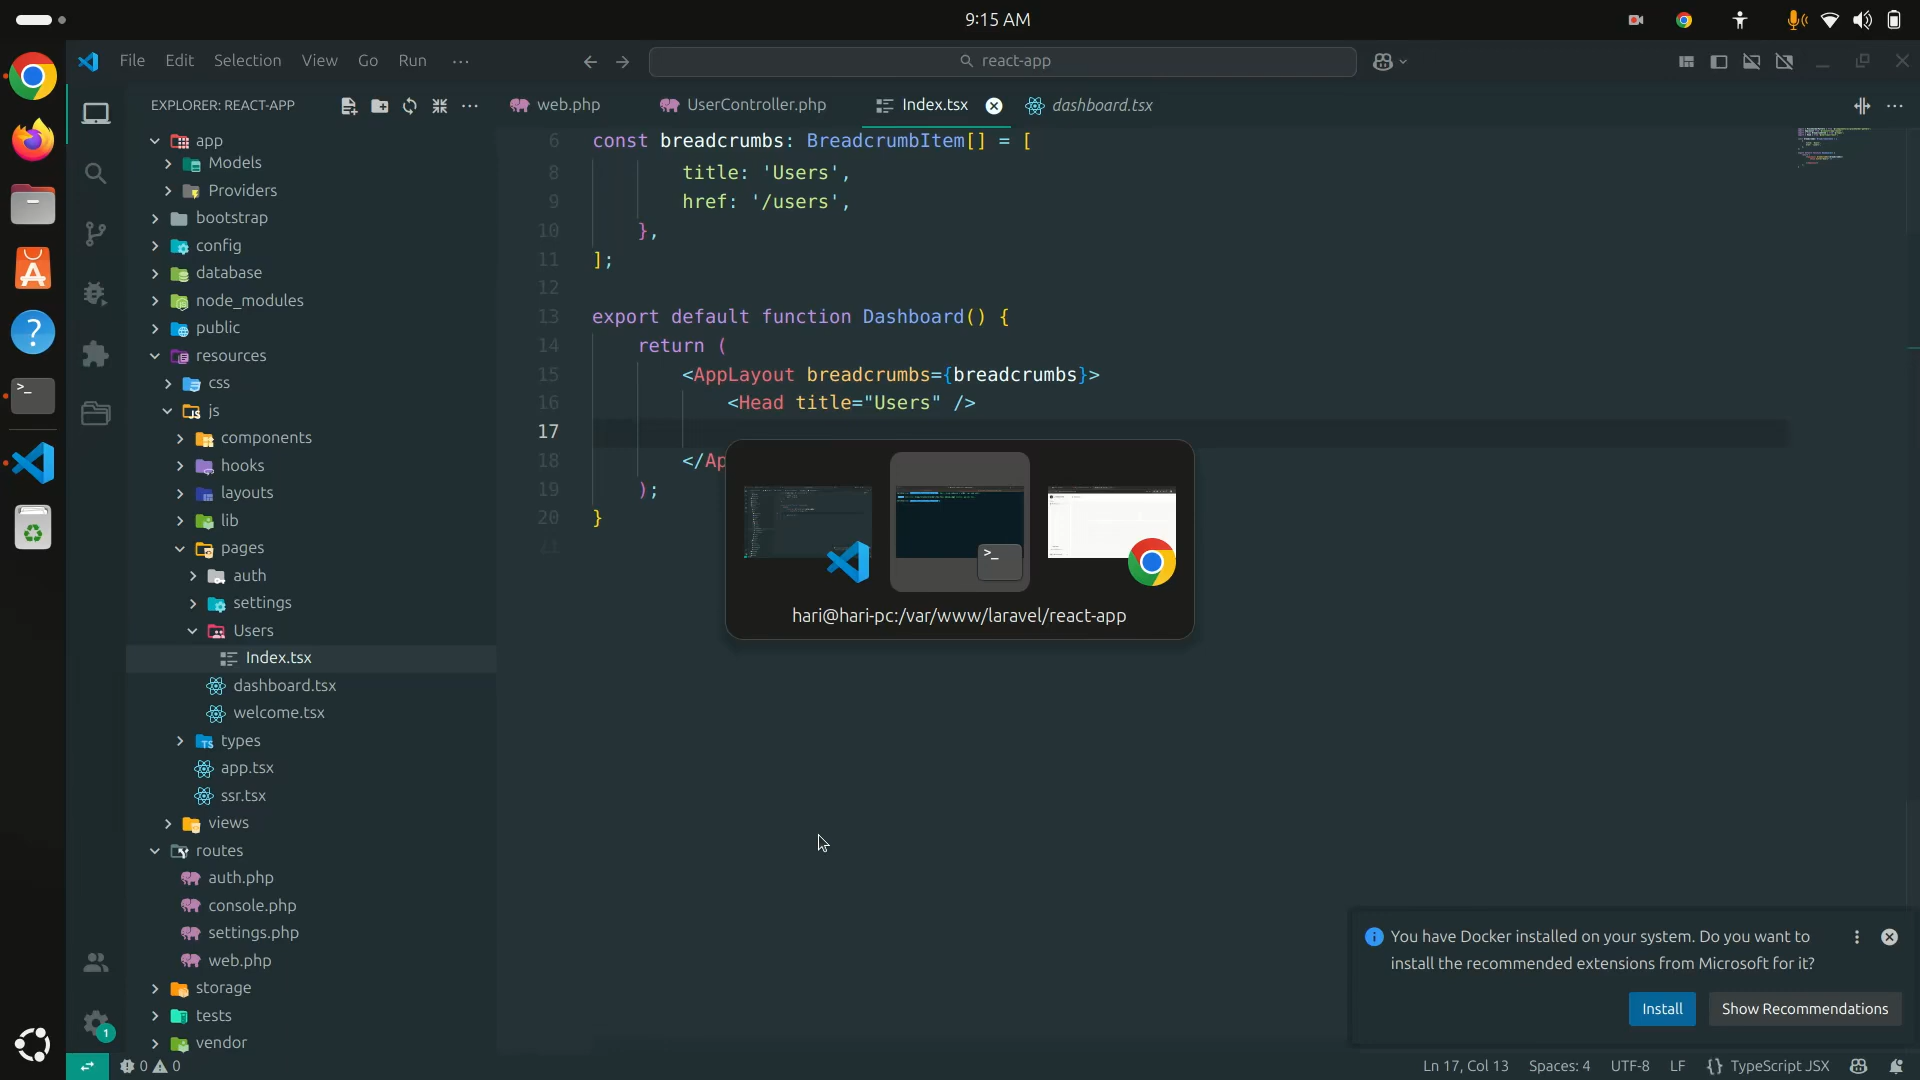 9:15 AM
File Edit Selection View Go Run ···
react-app
EXPLORER: REACT-APP
web.php
UserController.php
Index.tsx
dashboard.tsx
app
Models
Providers
bootstrap
config
database
node_modules
public
resources
css
js
components
hooks
layouts
lib
pages
auth
settings
Users
Index.tsx
dashboard.tsx
welcome.tsx
types
app.tsx
ssr.tsx
views
routes
auth.php
console.php
settings.php
web.php
storage
tests
vendor
6 const breadcrumbs: BreadcrumbItem[] = [
8 title: 'Users',
9 href: '/users',
10 },
11 ];
12
13 export default function Dashboard() {
14 return (
15 <AppLayout breadcrumbs={breadcrumbs}>
16 <Head title="Users" />
17
18 </Ap
19 );
20 }
21
hari@hari-pc:/var/www/laravel/react-app
You have Docker installed on your system. Do you want to
install the recommended extensions from Microsoft for it?
Install
Show Recommendations
1
0 0
Ln 17, Col 13 Spaces: 4 UTF-8 LF {} TypeScript JSX